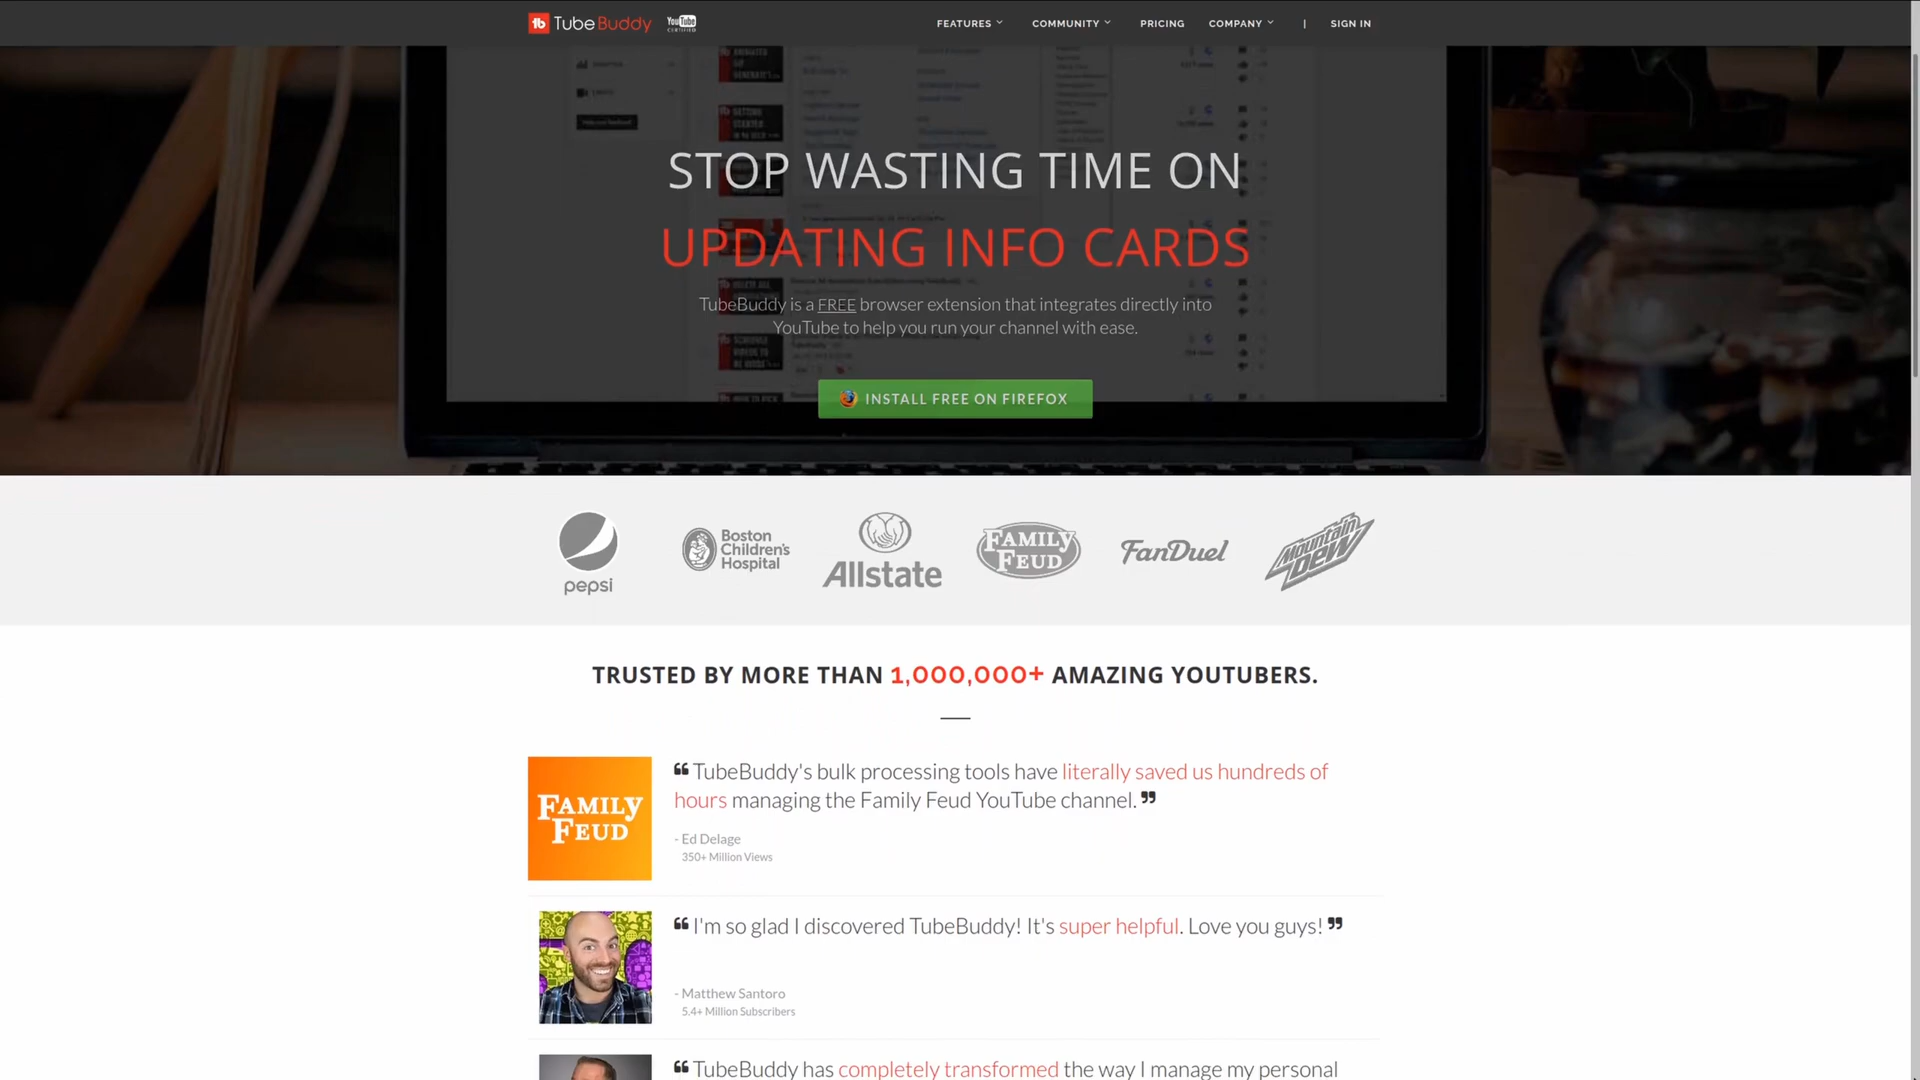 TubeBuddy YouTube CERTIFIED FEATURES COMMUNITY PRICING COMPANY | SIGN IN
STOP WASTING TIME ON
UPDATING INFO CARDS
TubeBuddy is a FREE browser extension that integrates directly into
YouTube to help you run your channel with ease.
INSTALL FREE ON FIREFOX
pepsi
Boston
Children's
Hospital
Allstate
FAMILY
FEUD
FanDuel
Mountain
DEW
TRUSTED BY MORE THAN 1,000,000+ AMAZING YOUTUBERS.
FAMILY
FEUD
❝ TubeBuddy's bulk processing tools have literally saved us hundreds of
hours managing the Family Feud YouTube channel. ❞
- Ed Delage
350+ Million Views
❝ I'm so glad I discovered TubeBuddy! It's super helpful. Love you guys! ❞
- Matthew Santoro
5.4+ Million Subscribers
❝ TubeBuddy has completely transformed the way I manage my personal